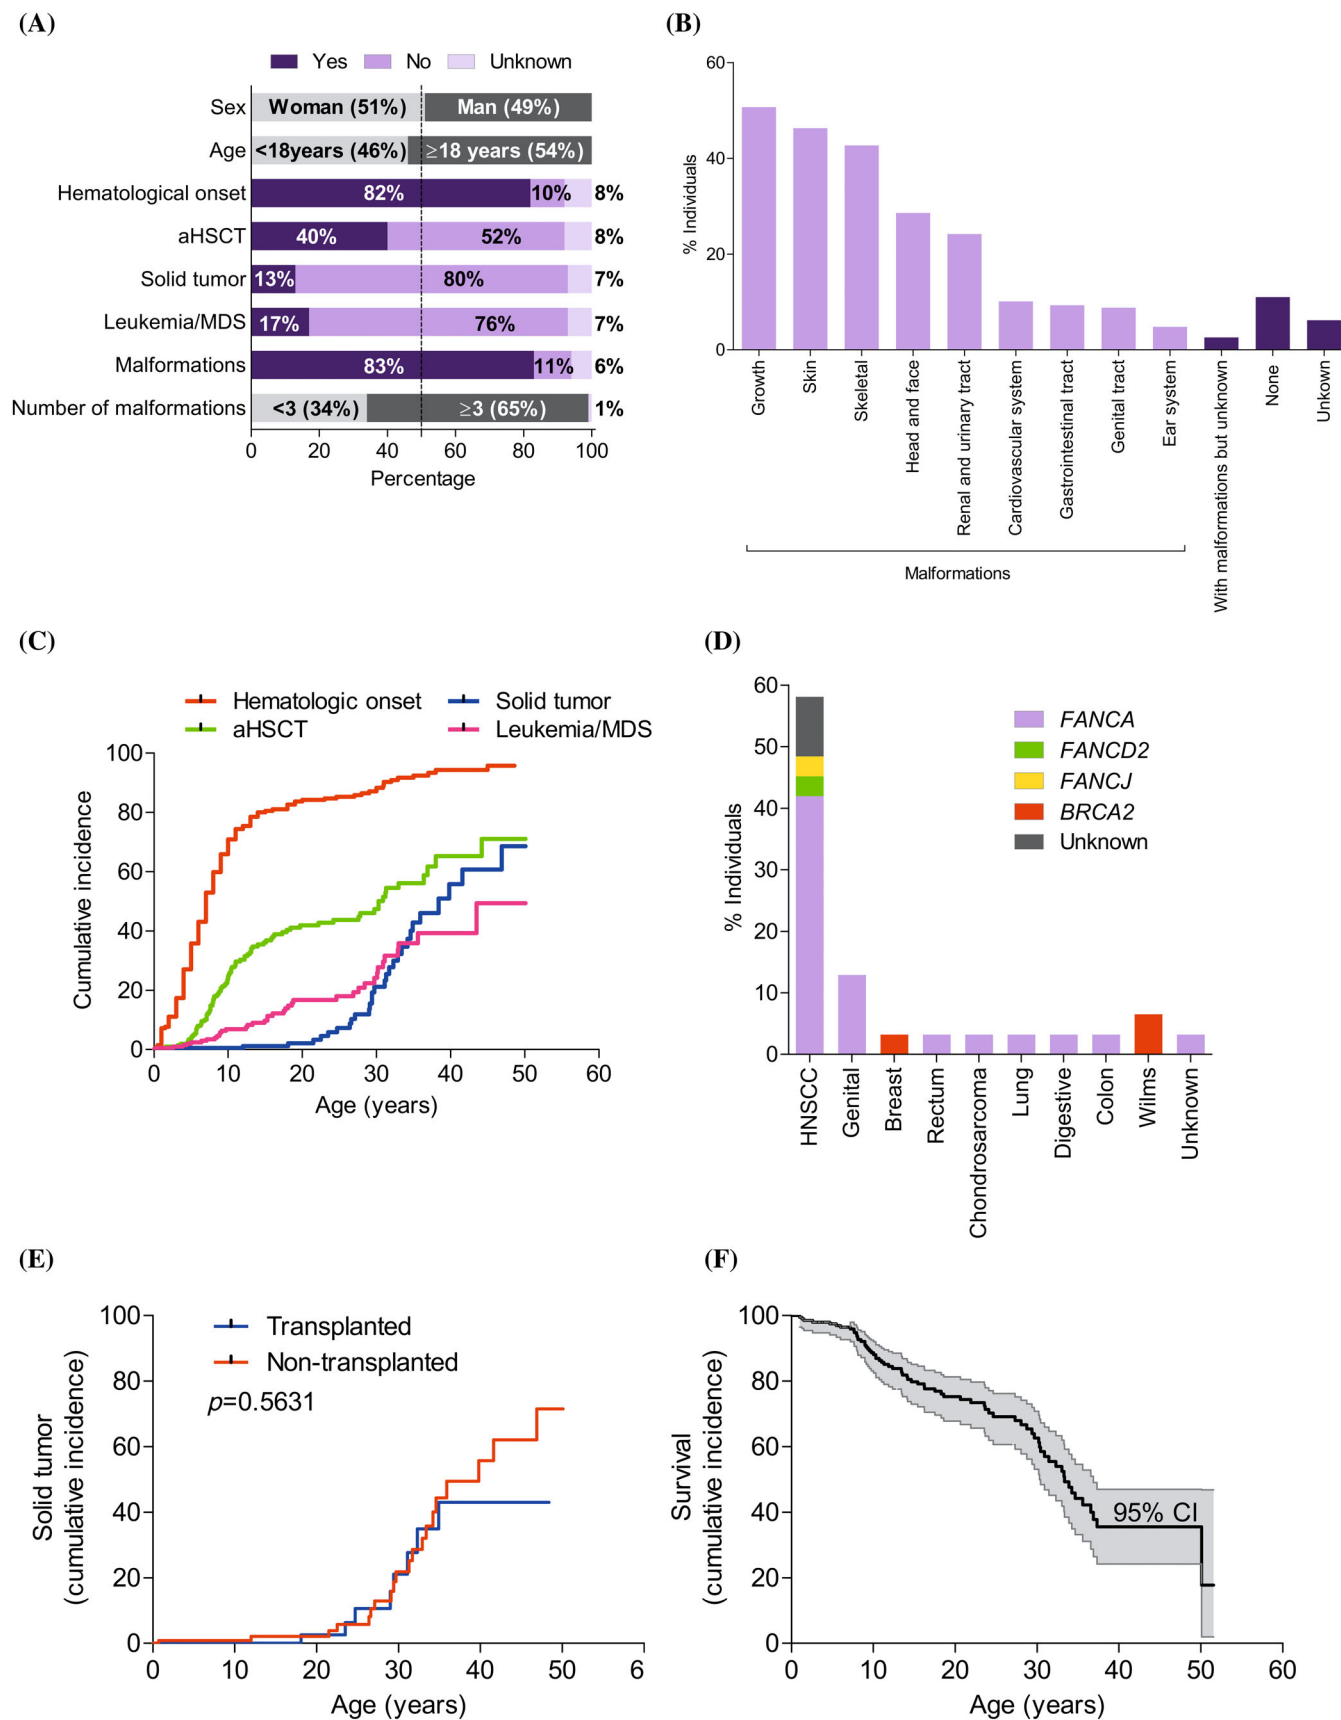 (A)
Yes No Unknown
Sex Woman (51%) Man (49%)
Age <18years (46%) ≥18 years (54%)
Hematological onset 82% 10% 8%
aHSCT 40% 52% 8%
Solid tumor 13% 80% 7%
Leukemia/MDS 17% 76% 7%
Malformations 83% 11% 6%
Number of malformations <3 (34%) ≥3 (65%) 1%
0 20 40 60 80 100
Percentage
(B)
60
40
20
0
% Individuals
Growth
Skin
Skeletal
Head and face
Renal and urinary tract
Cardiovascular system
Gastrointestinal tract
Genital tract
Ear system
With malformations but unknown
None
Unkown
Malformations
(C)
Hematologic onset Solid tumor
aHSCT Leukemia/MDS
100
80
60
40
20
0
Cumulative incidence
0 10 20 30 40 50 60
Age (years)
(D)
60
50
40
30
20
10
0
% Individuals
FANCA
FANCD2
FANCJ
BRCA2
Unknown
HNSCC
Genital
Breast
Rectum
Chondrosarcoma
Lung
Digestive
Colon
Wilms
Unknown
(E)
Transplanted
Non-transplanted
p=0.5631
100
80
60
40
20
0
Solid tumor
(cumulative incidence)
0 10 20 30 40 50 6
Age (years)
(F)
100
80
60
40
20
0
Survival
(cumulative incidence)
95% CI
0 10 20 30 40 50 60
Age (years)